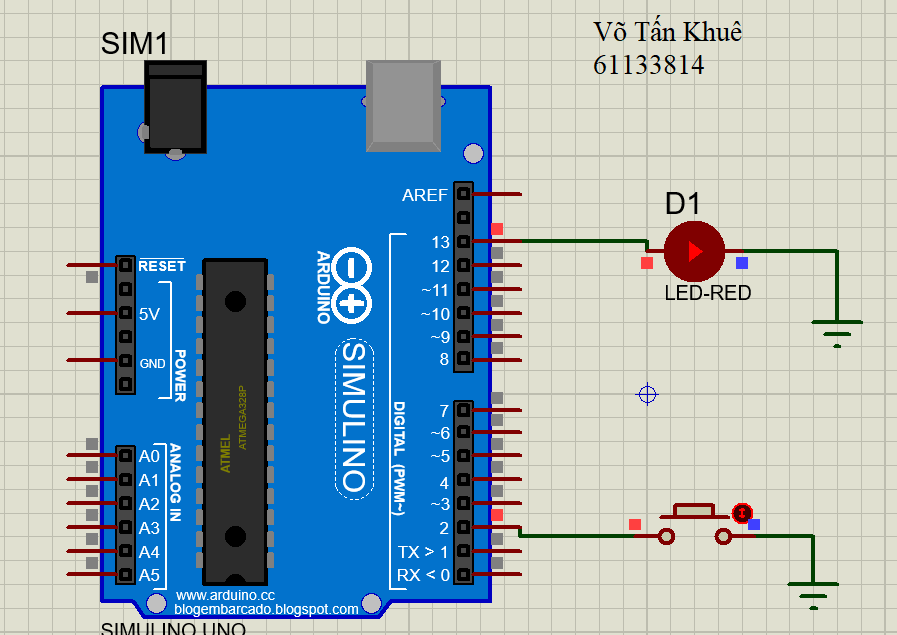 SIM1
Võ Tấn Khuê
61133814
AREF
13
12
~11
~10
~9
8
7
~6
~5
4
~3
2
TX > 1
RX < 0
RESET
5V
GND
POWER
A0
A1
A2
A3
A4
A5
ANALOG IN
ATMEL
ATMEGA328P
ARDUINO
SIMULINO
DIGITAL (PWM~)
www.arduino.cc
blogembarcado.blogspot.com
SIMULINO UNO
D1
LED-RED